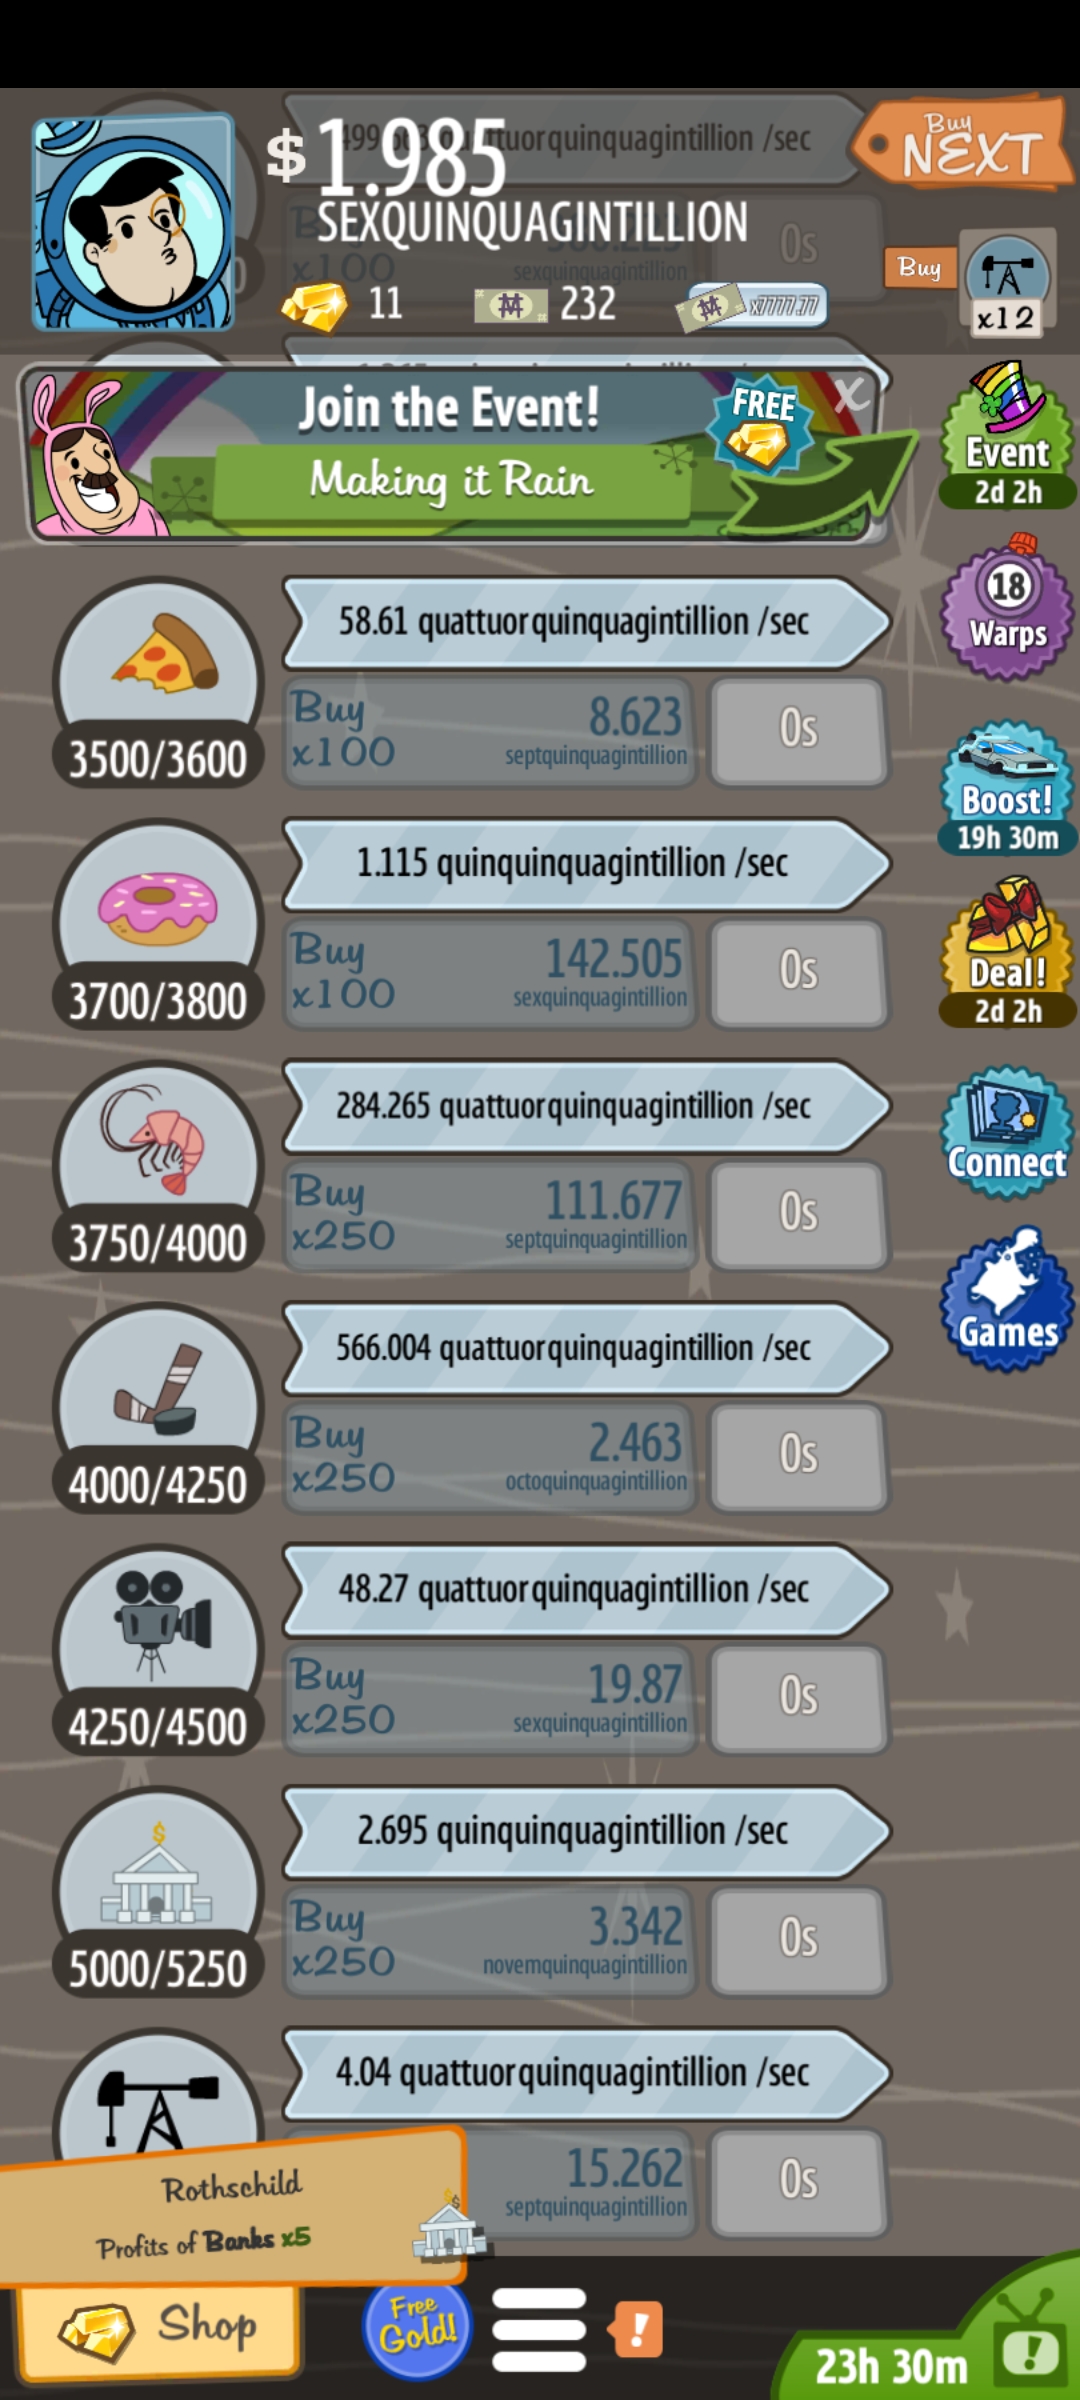 $ 1.985
SEXQUINQUAGINTILLION
11
232
x7777.77
Buy
NEXT
Buy
x12
/sec
Buy
x100
sexquinquagintillion
0s
Join the Event!
Making it Rain
FREE
X
Event
2d 2h
58.61 quattuorquinquagintillion /sec
Buy
x100
8.623
septquinquagintillion
0s
3500/3600
18
Warps
1.115 quinquinquagintillion /sec
Buy
x100
142.505
sexquinquagintillion
0s
3700/3800
Boost!
19h 30m
Deal!
2d 2h
284.265 quattuorquinquagintillion /sec
Buy
x250
111.677
septquinquagintillion
0s
3750/4000
Connect
Games
566.004 quattuorquinquagintillion /sec
Buy
x250
2.463
octoquinquagintillion
0s
4000/4250
48.27 quattuorquinquagintillion /sec
Buy
x250
19.87
sexquinquagintillion
0s
4250/4500
2.695 quinquinquagintillion /sec
Buy
x250
3.342
novemquinquagintillion
0s
5000/5250
4.04 quattuorquinquagintillion /sec
15.262
septquinquagintillion
0s
Rothschild
Profits of Banks x5
Shop
Free
Gold!
!
23h 30m
!